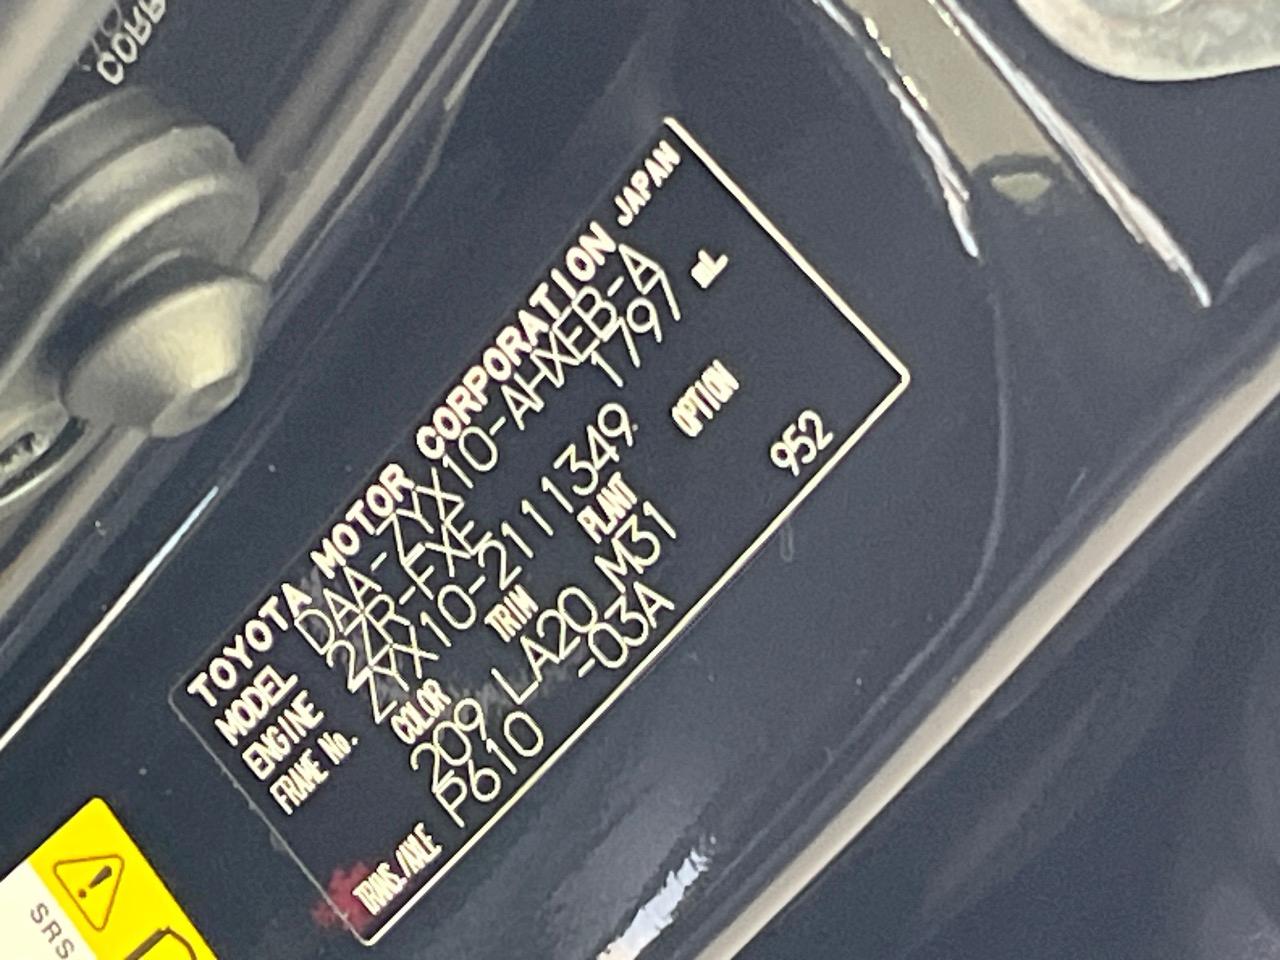 TOYOTA MOTOR CORPORATION JAPAN
MODEL DAA-ZYX10-AHXEB-A
ENGINE 2ZR-FXE 1797 mL
FRAME No. ZYX10-2111349
COLOR TRIM PLANT OPTION
209 LA20 M31 952
TRANS./AXLE P610 -03A
SRS